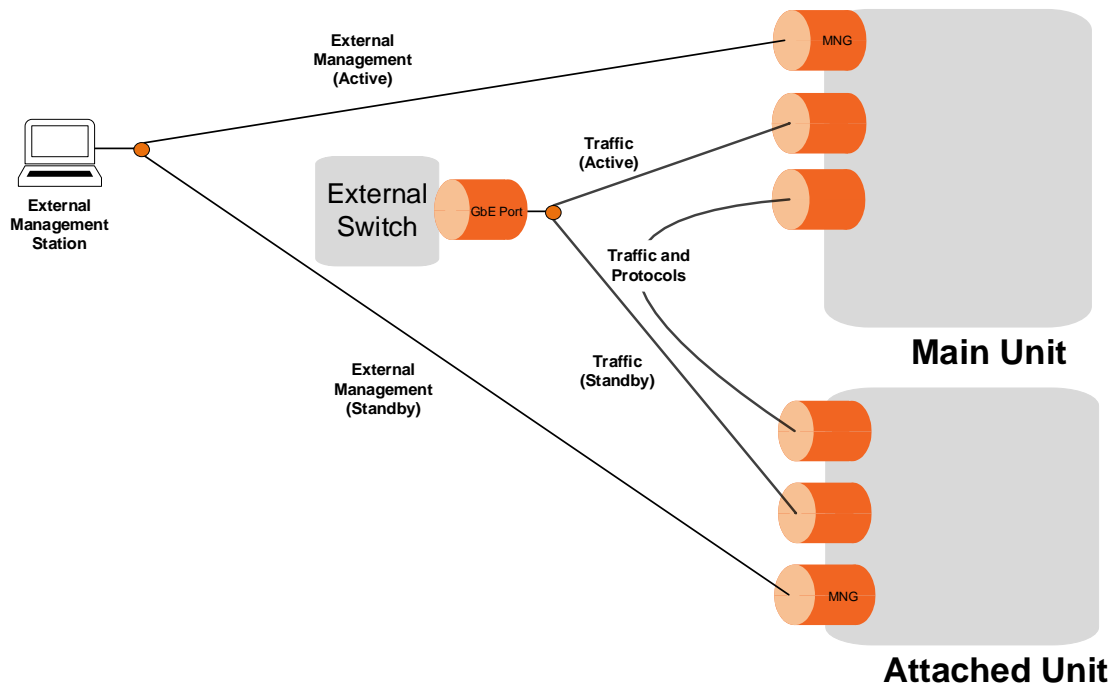 External
Management
(Active)
MNG
External
Management
Station
External
Switch
GbE Port
Traffic
(Active)
Traffic and
Protocols
Main Unit
External
Management
(Standby)
Traffic
(Standby)
MNG
Attached Unit